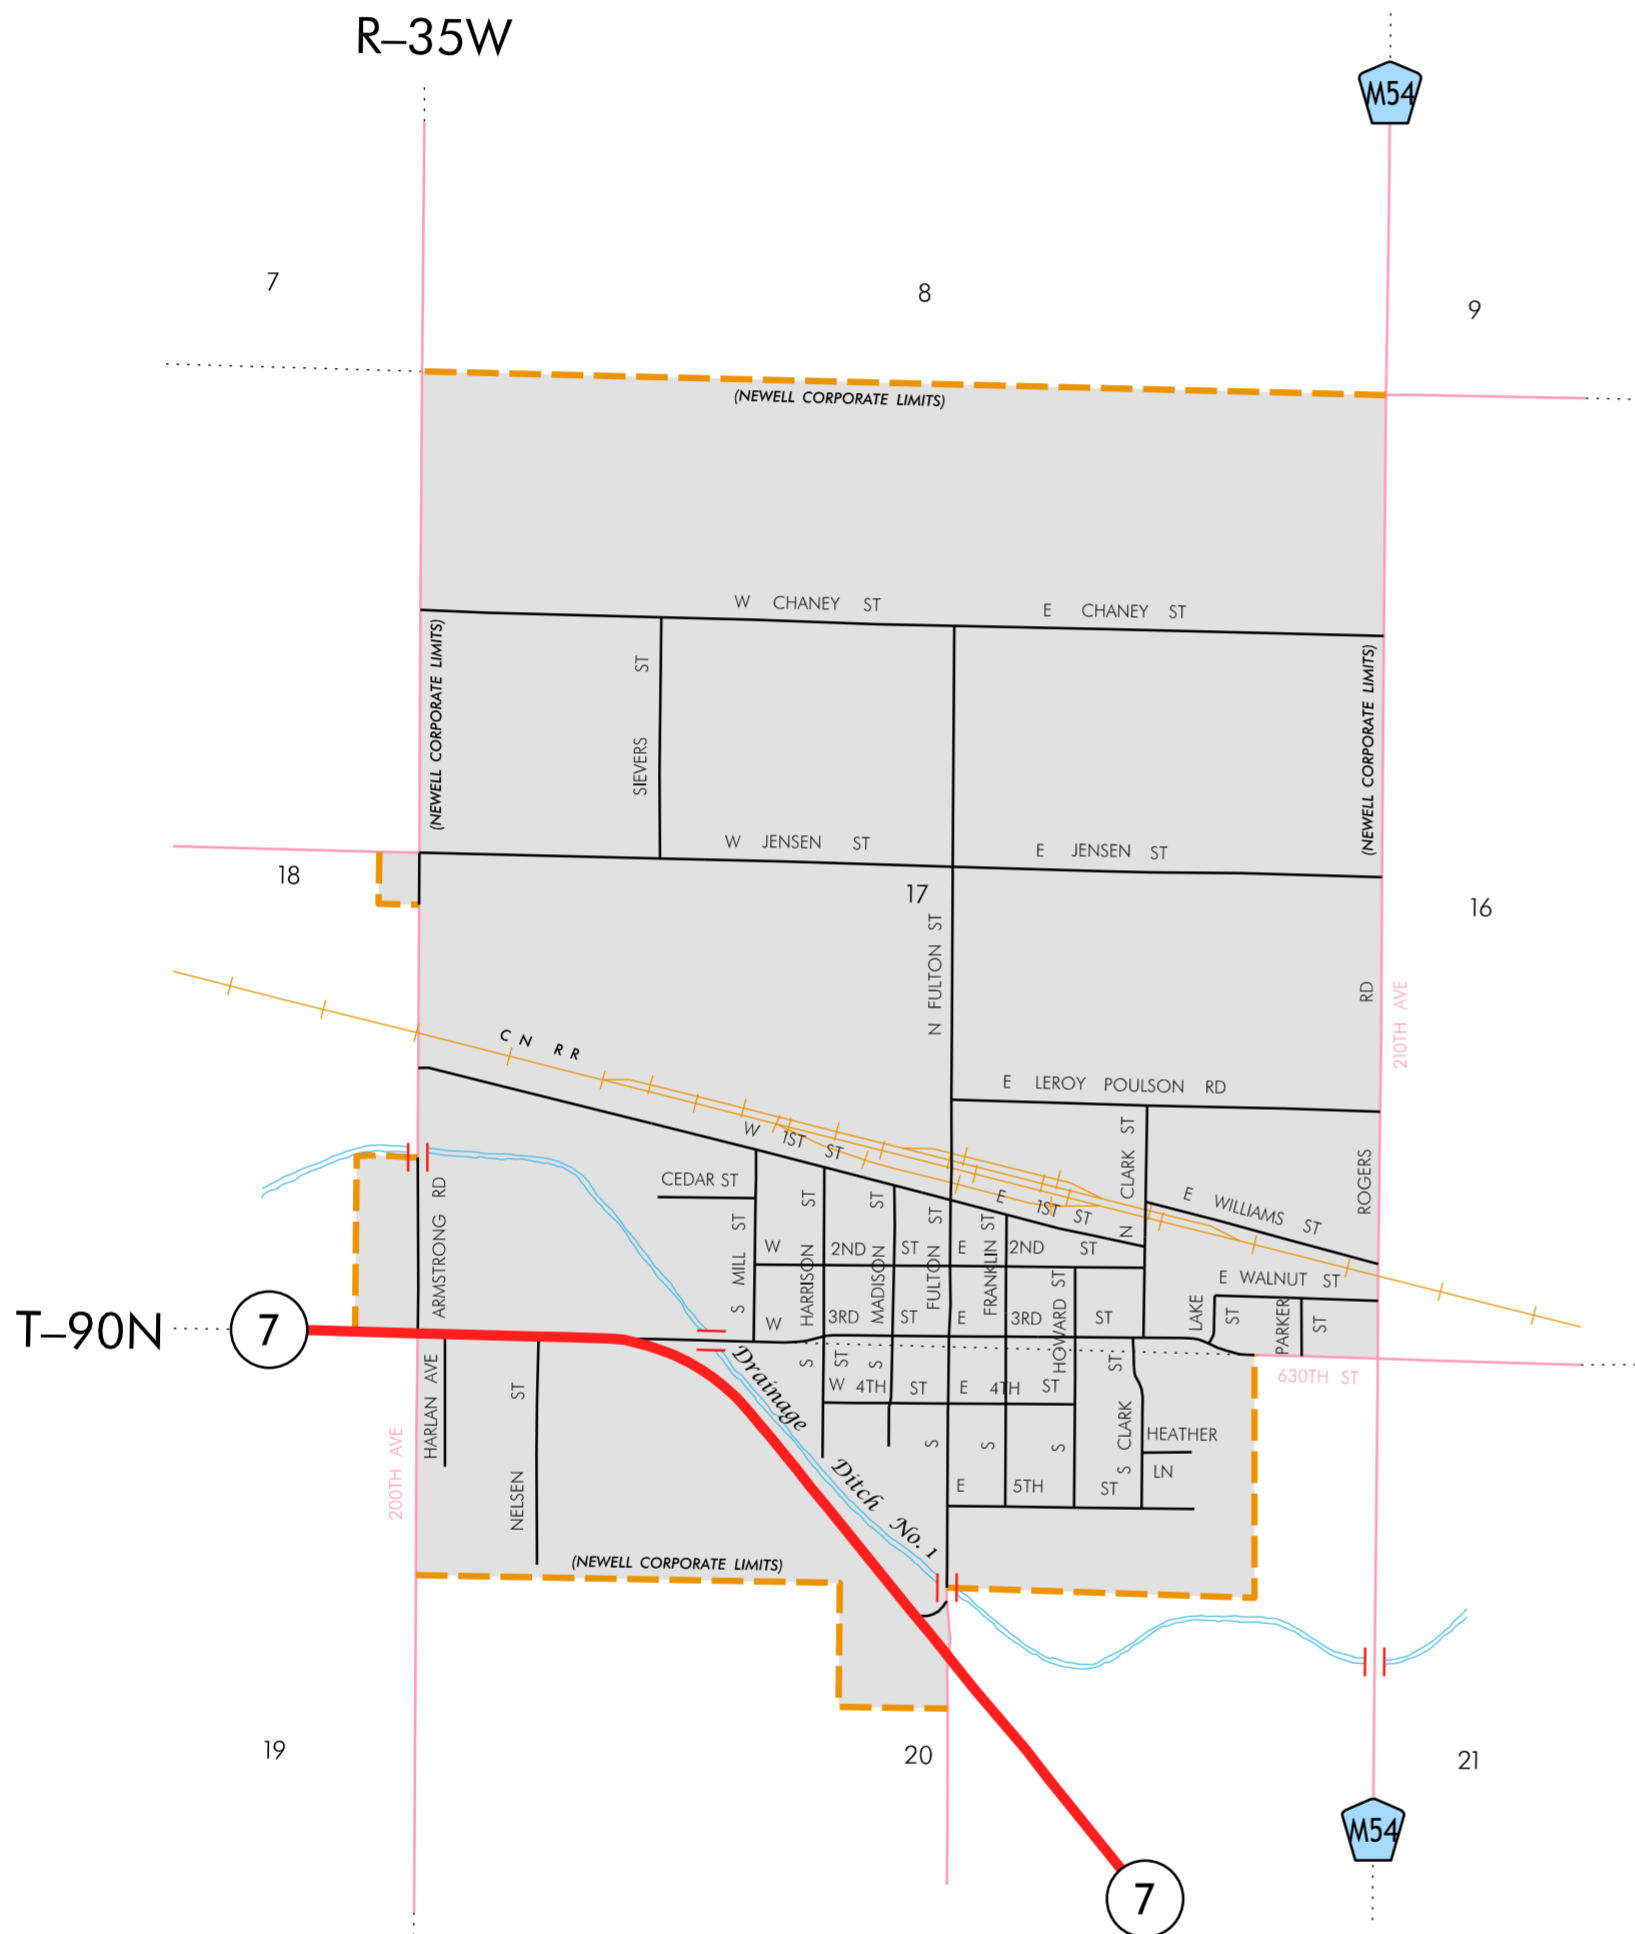 R–35W
M54
7
8
9
(NEWELL CORPORATE LIMITS)
W CHANEY ST
E CHANEY ST
(NEWELL CORPORATE LIMITS)
SIEVERS ST
(NEWELL CORPORATE LIMITS)
W JENSEN ST
E JENSEN ST
18
17
16
N FULTON ST
ROGERS RD
210TH AVE
C N R R
E LEROY POULSON RD
W 1ST ST
E 1ST ST
N CLARK ST
E WILLIAMS ST
CEDAR ST
ARMSTRONG RD
S MILL ST
S HARRISON ST
S MADISON ST
S FULTON ST
S FRANKLIN ST
S HOWARD ST
W 2ND ST
E 2ND ST
E WALNUT ST
LAKE ST
PARKER ST
W 3RD ST
E 3RD ST
T–90N
7
630TH ST
HARLAN AVE
NELSEN ST
200TH AVE
Drainage Ditch No. 1
ST
W 4TH ST
E 4TH ST
S CLARK ST
HEATHER LN
E 5TH ST
(NEWELL CORPORATE LIMITS)
19
20
21
M54
7